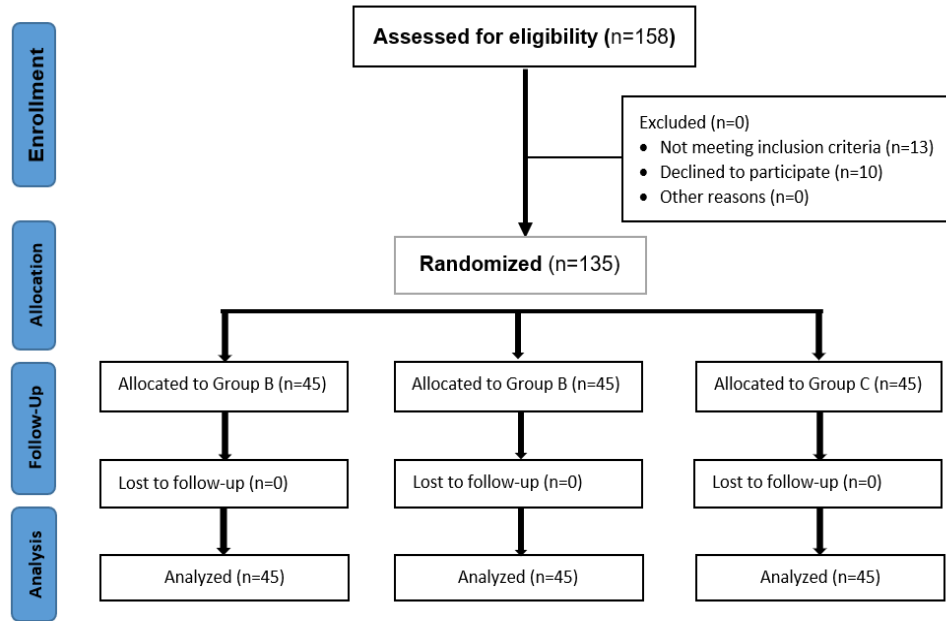 Enrollment
Assessed for eligibility (n=158)
Excluded (n=0)
• Not meeting inclusion criteria (n=13)
• Declined to participate (n=10)
• Other reasons (n=0)
Allocation
Randomized (n=135)
Follow-Up
Allocated to Group B (n=45)
Allocated to Group B (n=45)
Allocated to Group C (n=45)
Lost to follow-up (n=0)
Lost to follow-up (n=0)
Lost to follow-up (n=0)
Analysis
Analyzed (n=45)
Analyzed (n=45)
Analyzed (n=45)